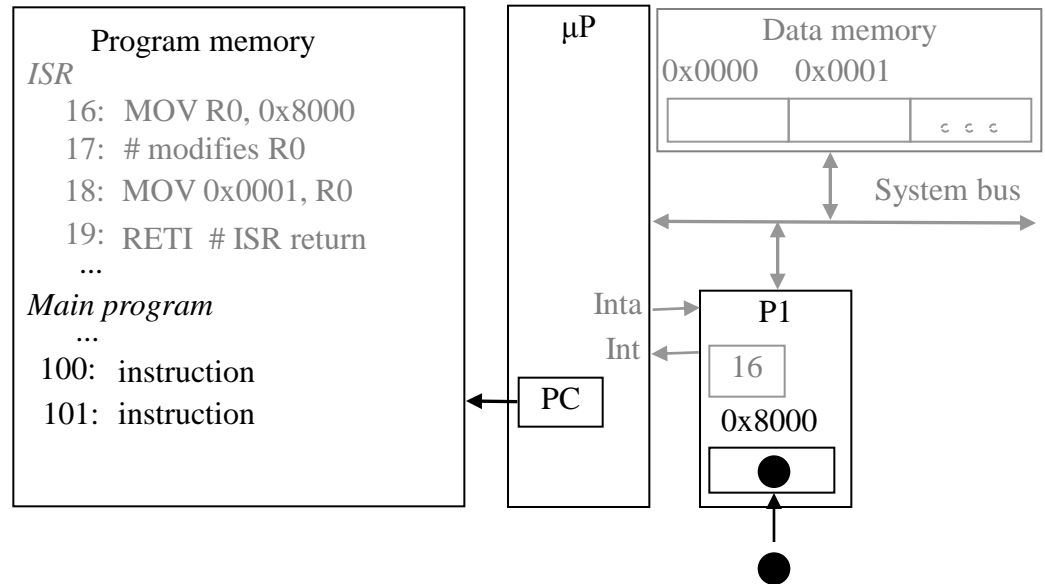 Program memory
ISR
16: MOV R0, 0x8000
17: # modifies R0
18: MOV 0x0001, R0
19: RETI # ISR return
...
Main program
...
100: instruction
101: instruction
μP
PC
Data memory
0x0000 0x0001
System bus
Inta
Int
P1
16
0x8000